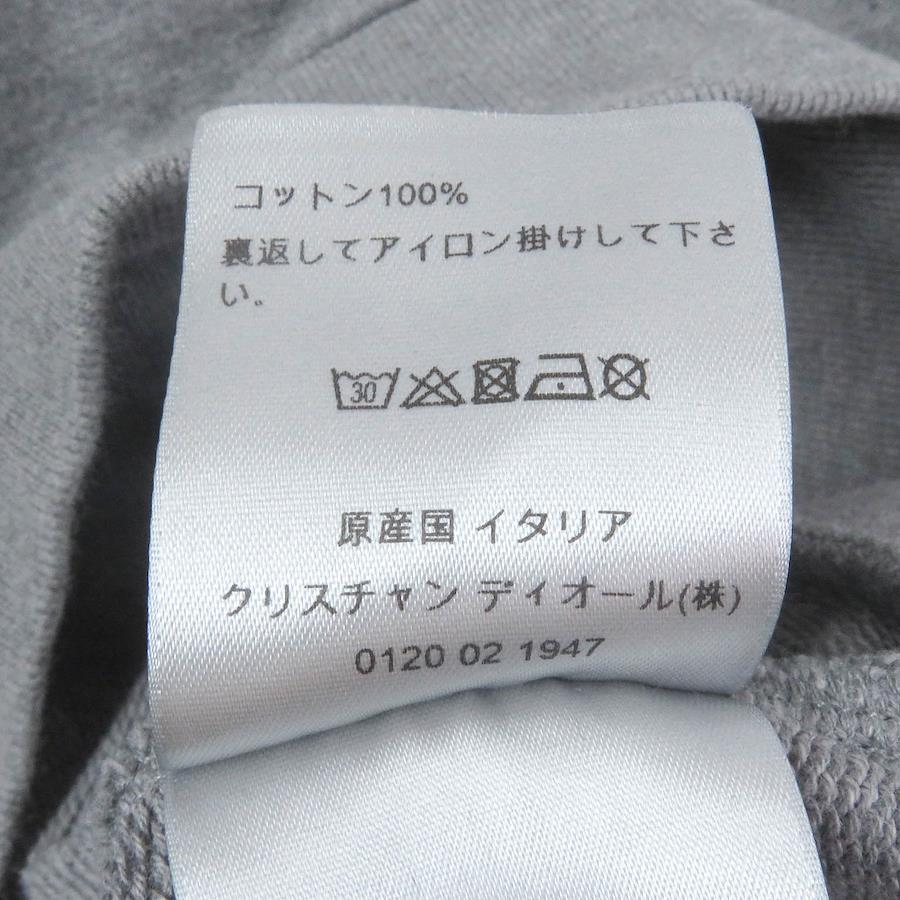 コットン100%
裏返してアイロン掛けして下さ
い。
30
原産国 イタリア
クリスチャン ディオール(株)
0120 02 1947